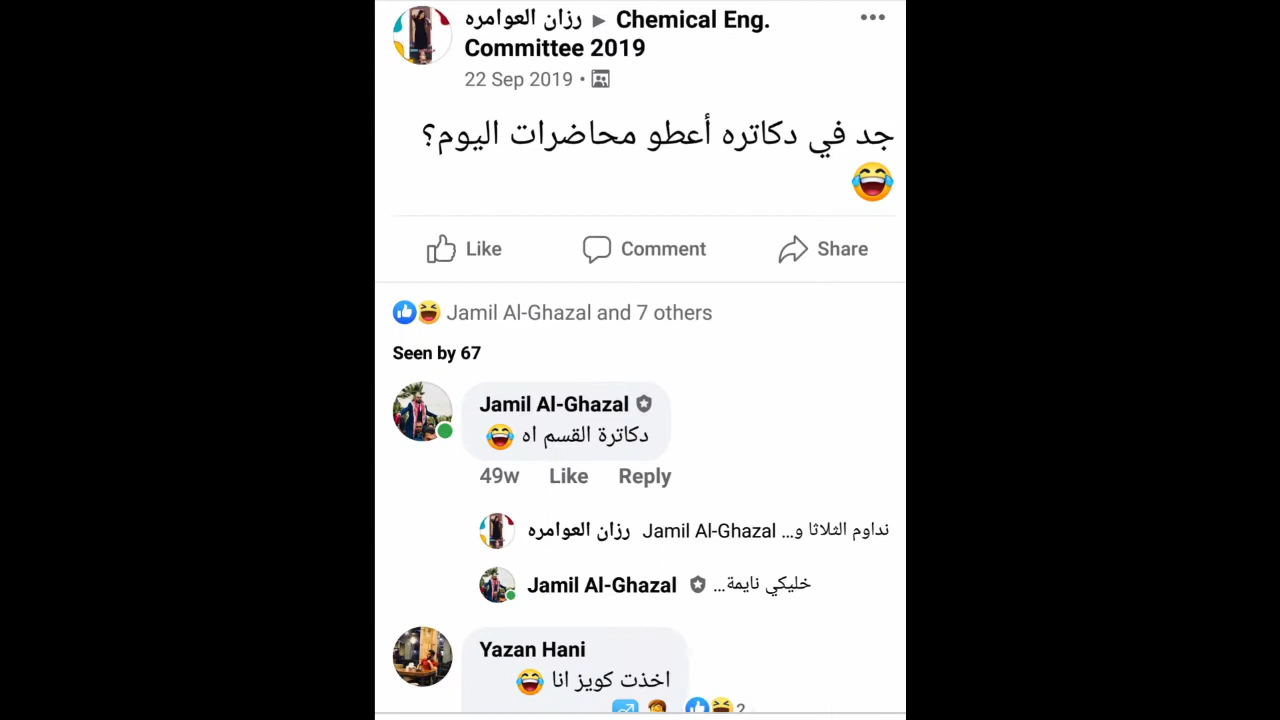 رزان العوامره ▸ Chemical Eng.
Committee 2019
22 Sep 2019 •
جد في دكاتره أعطو محاضرات اليوم؟
😂
Like Comment Share
Jamil Al-Ghazal and 7 others
Seen by 67
Jamil Al-Ghazal
دكاترة القسم اه 😂
49w Like Reply
رزان العوامره Jamil Al-Ghazal نداوم الثلاثا و...
Jamil Al-Ghazal خليكي نايمة...
Yazan Hani
اخذت كويز انا 😂
2